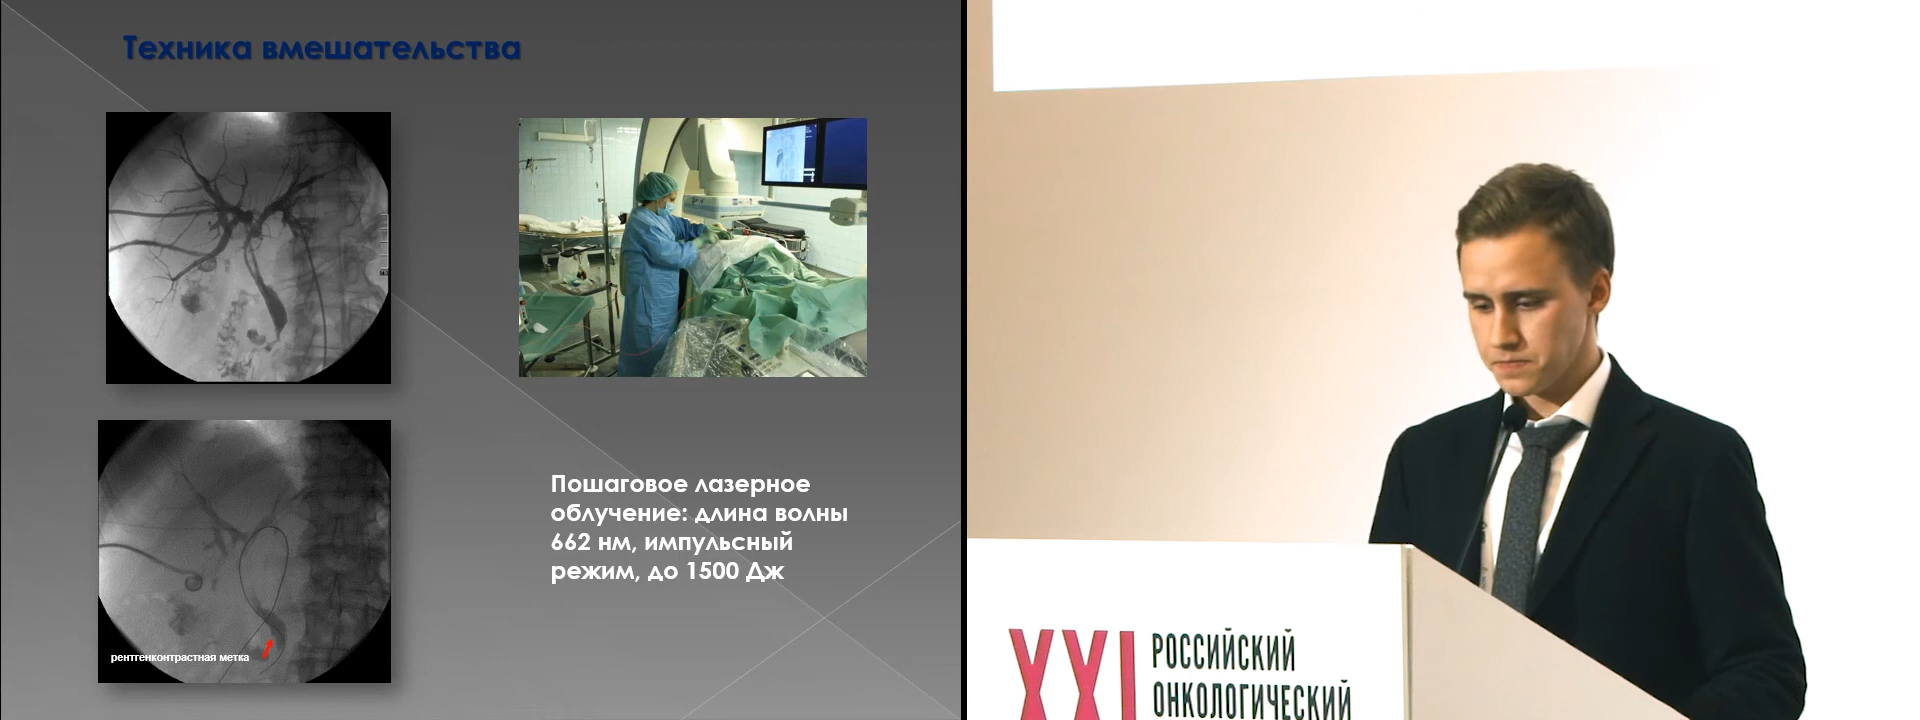 Техника вмешательства
Пошаговое лазерное
облучение: длина волны
662 нм, импульсный
режим, до 1500 Дж
рентгенконтрастная метка
XXI
РОССИЙСКИЙ
ОНКОЛОГИЧЕСКИЙ